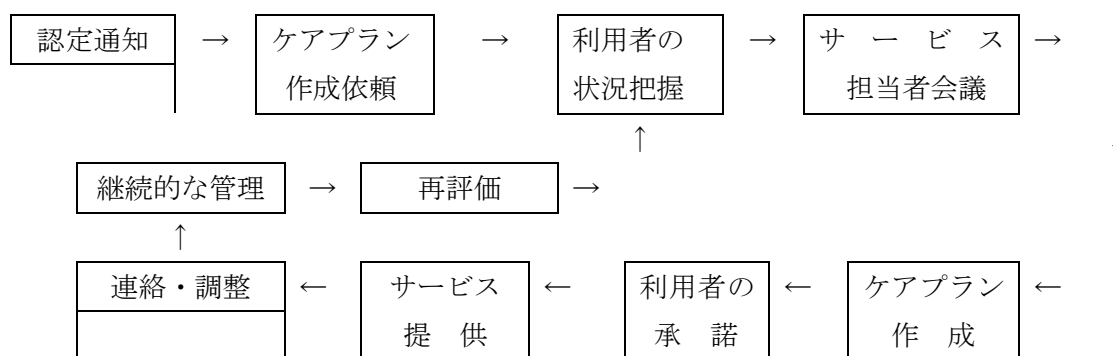 認定通知 → ケアプラン → 利用者の → サ ー ビ ス →
作成依頼 状況把握 担当者会議
↑
継続的な管理 → 再評価 →
↑
連絡・調整 ← サービス ← 利用者の ← ケアプラン ←
提 供 承 諾 作 成